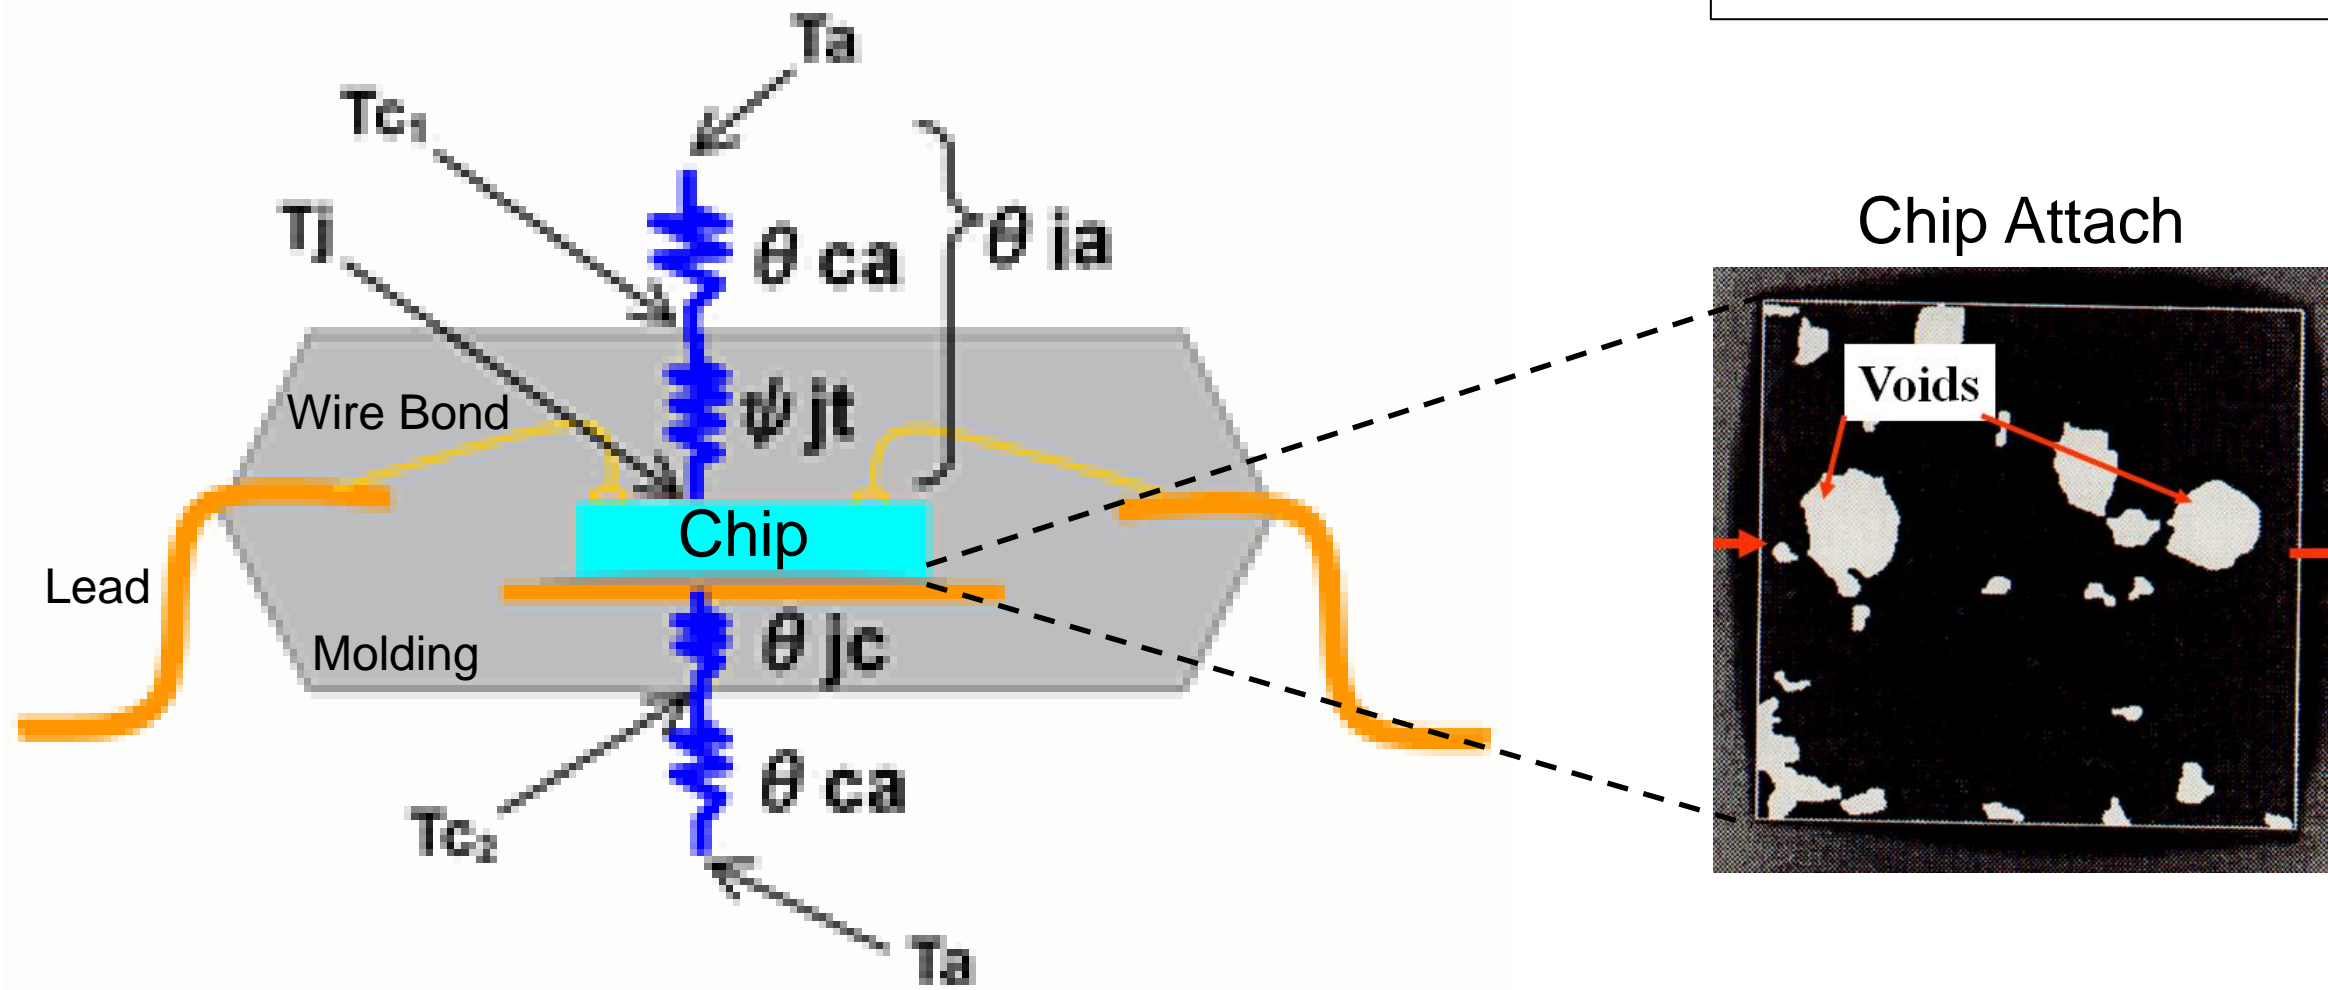 Ta
Tc₁
Tj
θ ca
θ ia
Chip Attach
Voids
Wire Bond
ψ jt
Chip
Lead
Molding
θ jc
θ ca
Tc₂
Ta